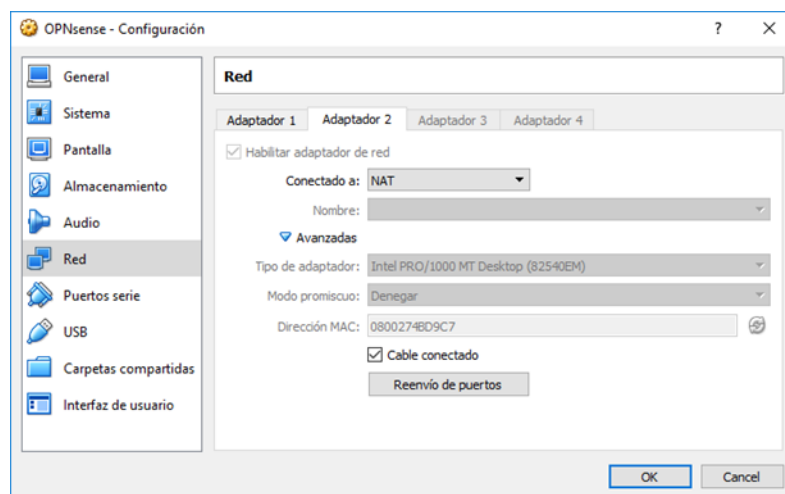 OPNsense - Configuración
?
General
Sistema
Pantalla
Almacenamiento
Audio
Red
Puertos serie
USB
Carpetas compartidas
Interfaz de usuario
Red
Adaptador 1 Adaptador 2 Adaptador 3 Adaptador 4
Habilitar adaptador de red
Conectado a: NAT
Nombre:
Avanzadas
Tipo de adaptador: Intel PRO/1000 MT Desktop (82540EM)
Modo promiscuo: Denegar
Dirección MAC: 0800274BD9C7
Cable conectado
Reenvío de puertos
OK Cancel